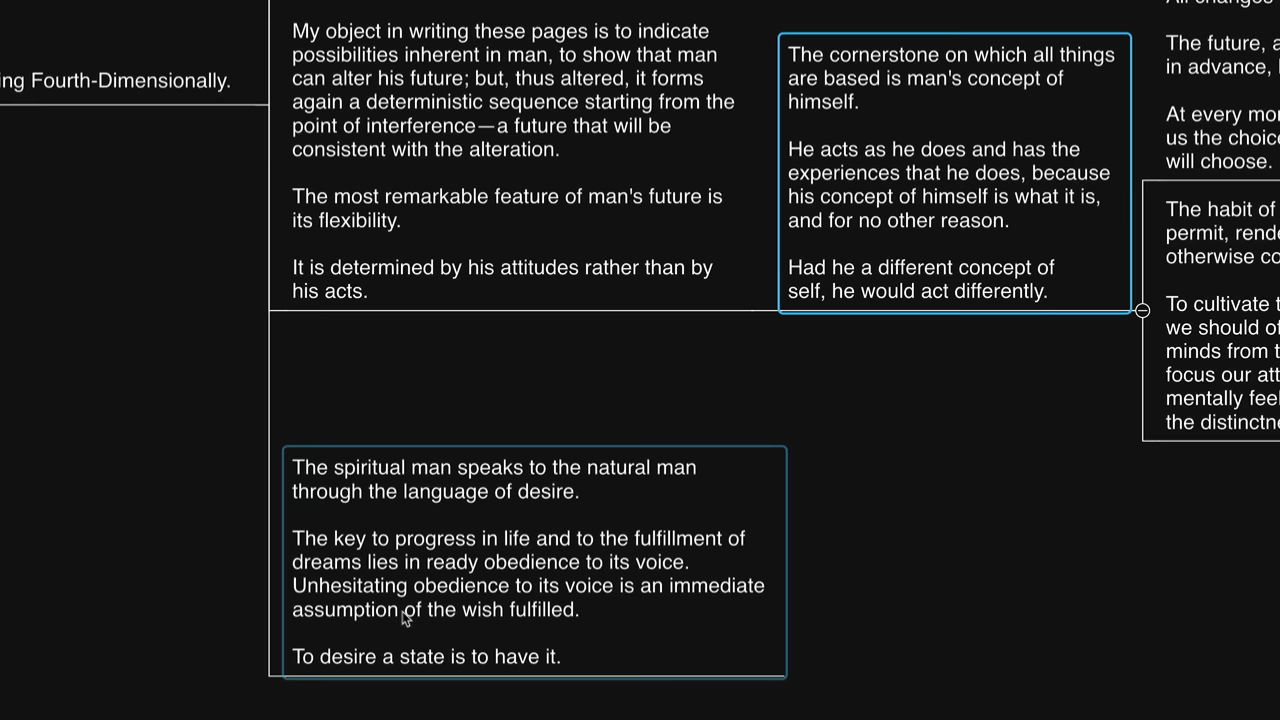 ing Fourth-Dimensionally.
My object in writing these pages is to indicate
possibilities inherent in man, to show that man
can alter his future; but, thus altered, it forms
again a deterministic sequence starting from the
point of interference—a future that will be
consistent with the alteration.
The most remarkable feature of man's future is
its flexibility.
It is determined by his attitudes rather than by
his acts.
The cornerstone on which all things
are based is man's concept of
himself.
He acts as he does and has the
experiences that he does, because
his concept of himself is what it is,
and for no other reason.
Had he a different concept of
self, he would act differently.
All changes
The future, a
in advance,
At every mo
us the choic
will choose.
The habit of
permit, rend
otherwise co
To cultivate t
we should of
minds from t
focus our att
mentally fee
the distinctn
The spiritual man speaks to the natural man
through the language of desire.
The key to progress in life and to the fulfillment of
dreams lies in ready obedience to its voice.
Unhesitating obedience to its voice is an immediate
assumption of the wish fulfilled.
To desire a state is to have it.